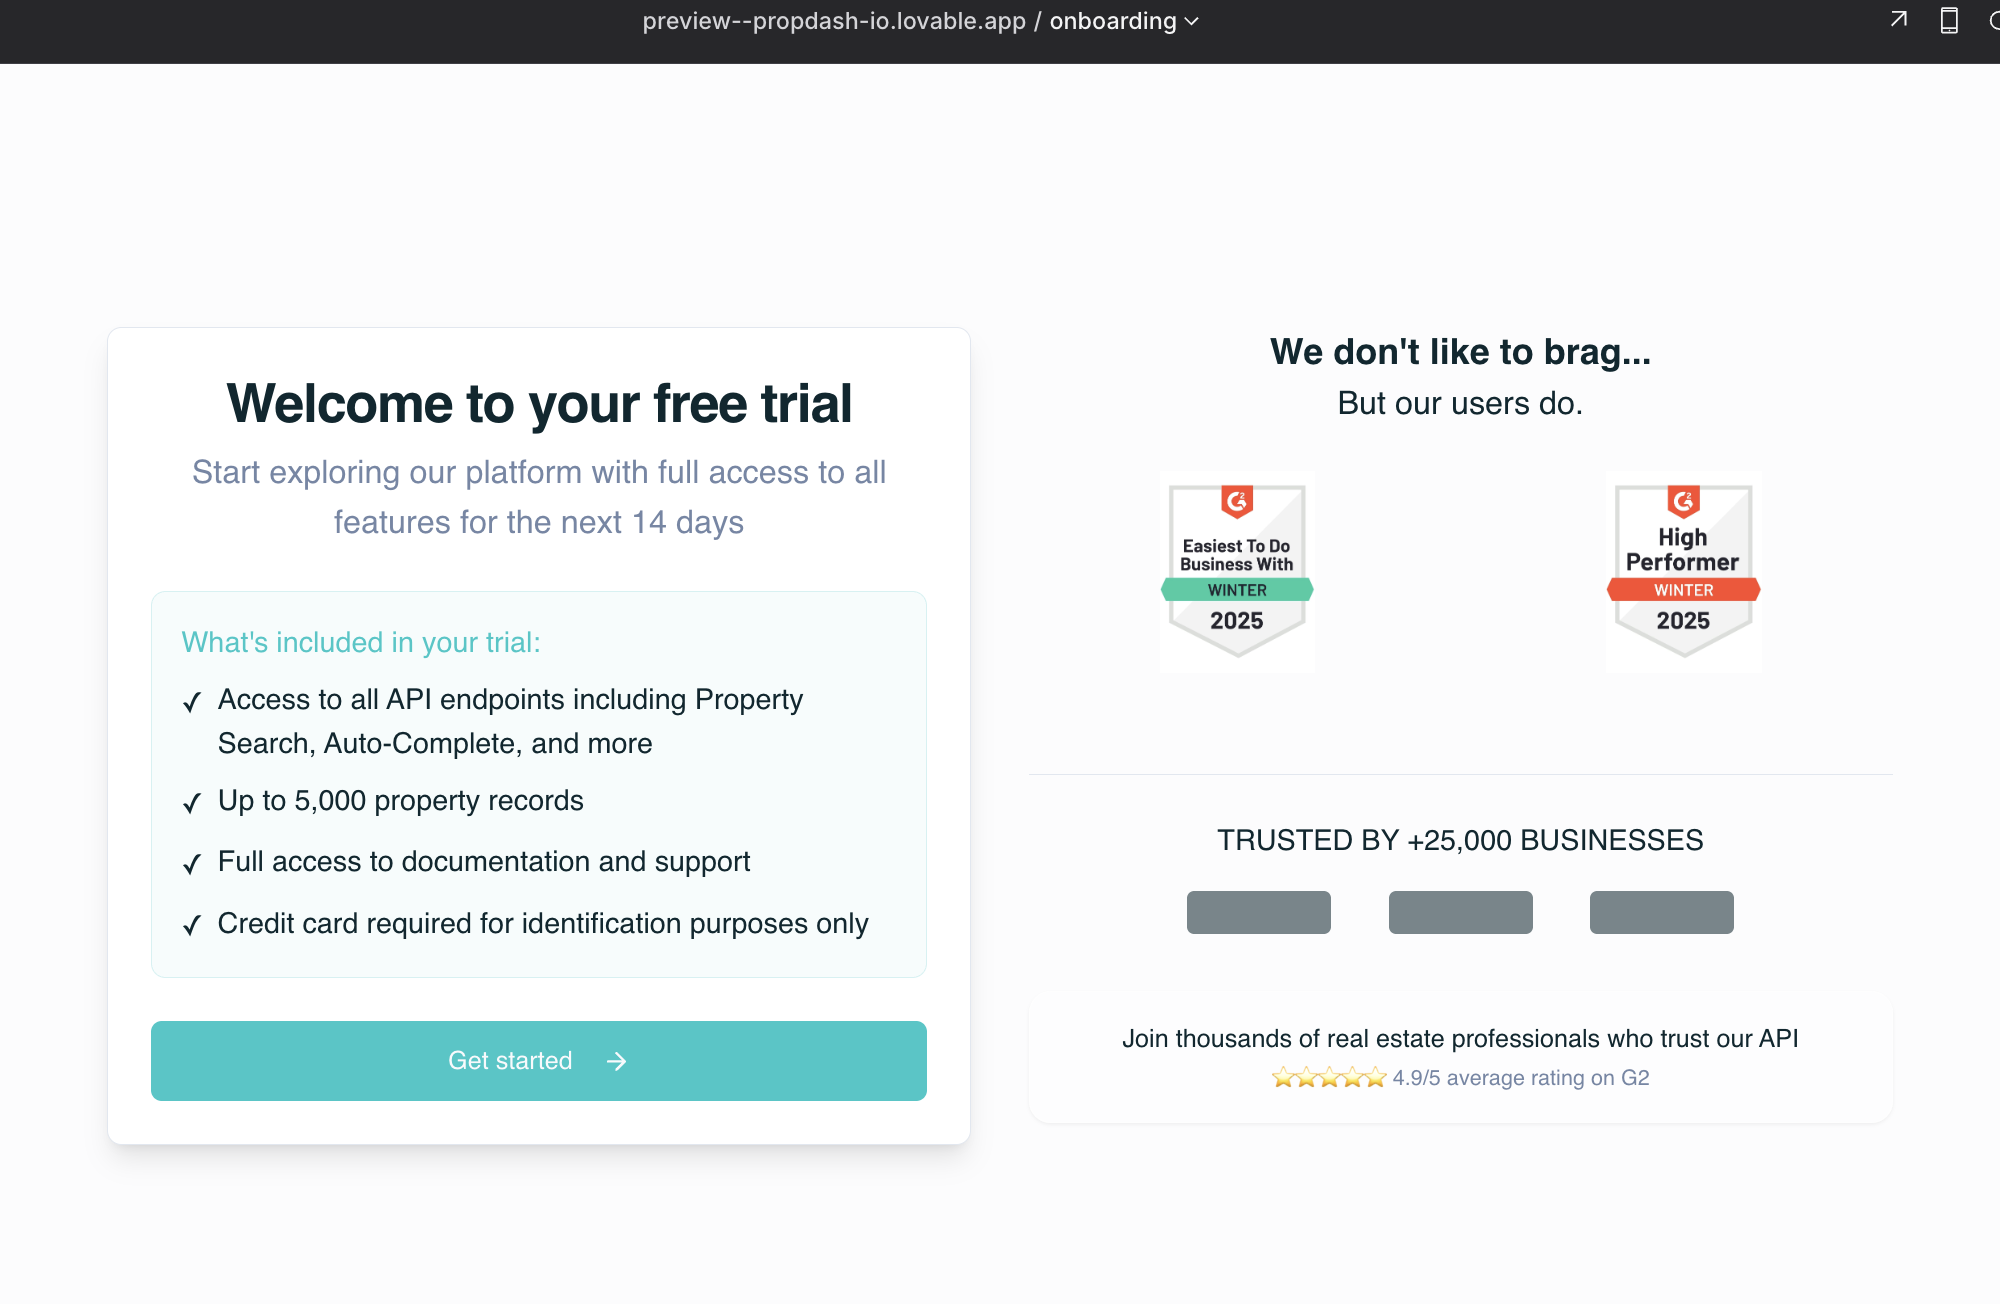 preview--propdash-io.lovable.app / onboarding
Welcome to your free trial
Start exploring our platform with full access to all
features for the next 14 days
What's included in your trial:
✓ Access to all API endpoints including Property
Search, Auto-Complete, and more
✓ Up to 5,000 property records
✓ Full access to documentation and support
✓ Credit card required for identification purposes only
Get started →
We don't like to brag...
But our users do.
G2
Easiest To Do
Business With
WINTER
2025
G2
High
Performer
WINTER
2025
TRUSTED BY +25,000 BUSINESSES
Join thousands of real estate professionals who trust our API
⭐⭐⭐⭐⭐ 4.9/5 average rating on G2